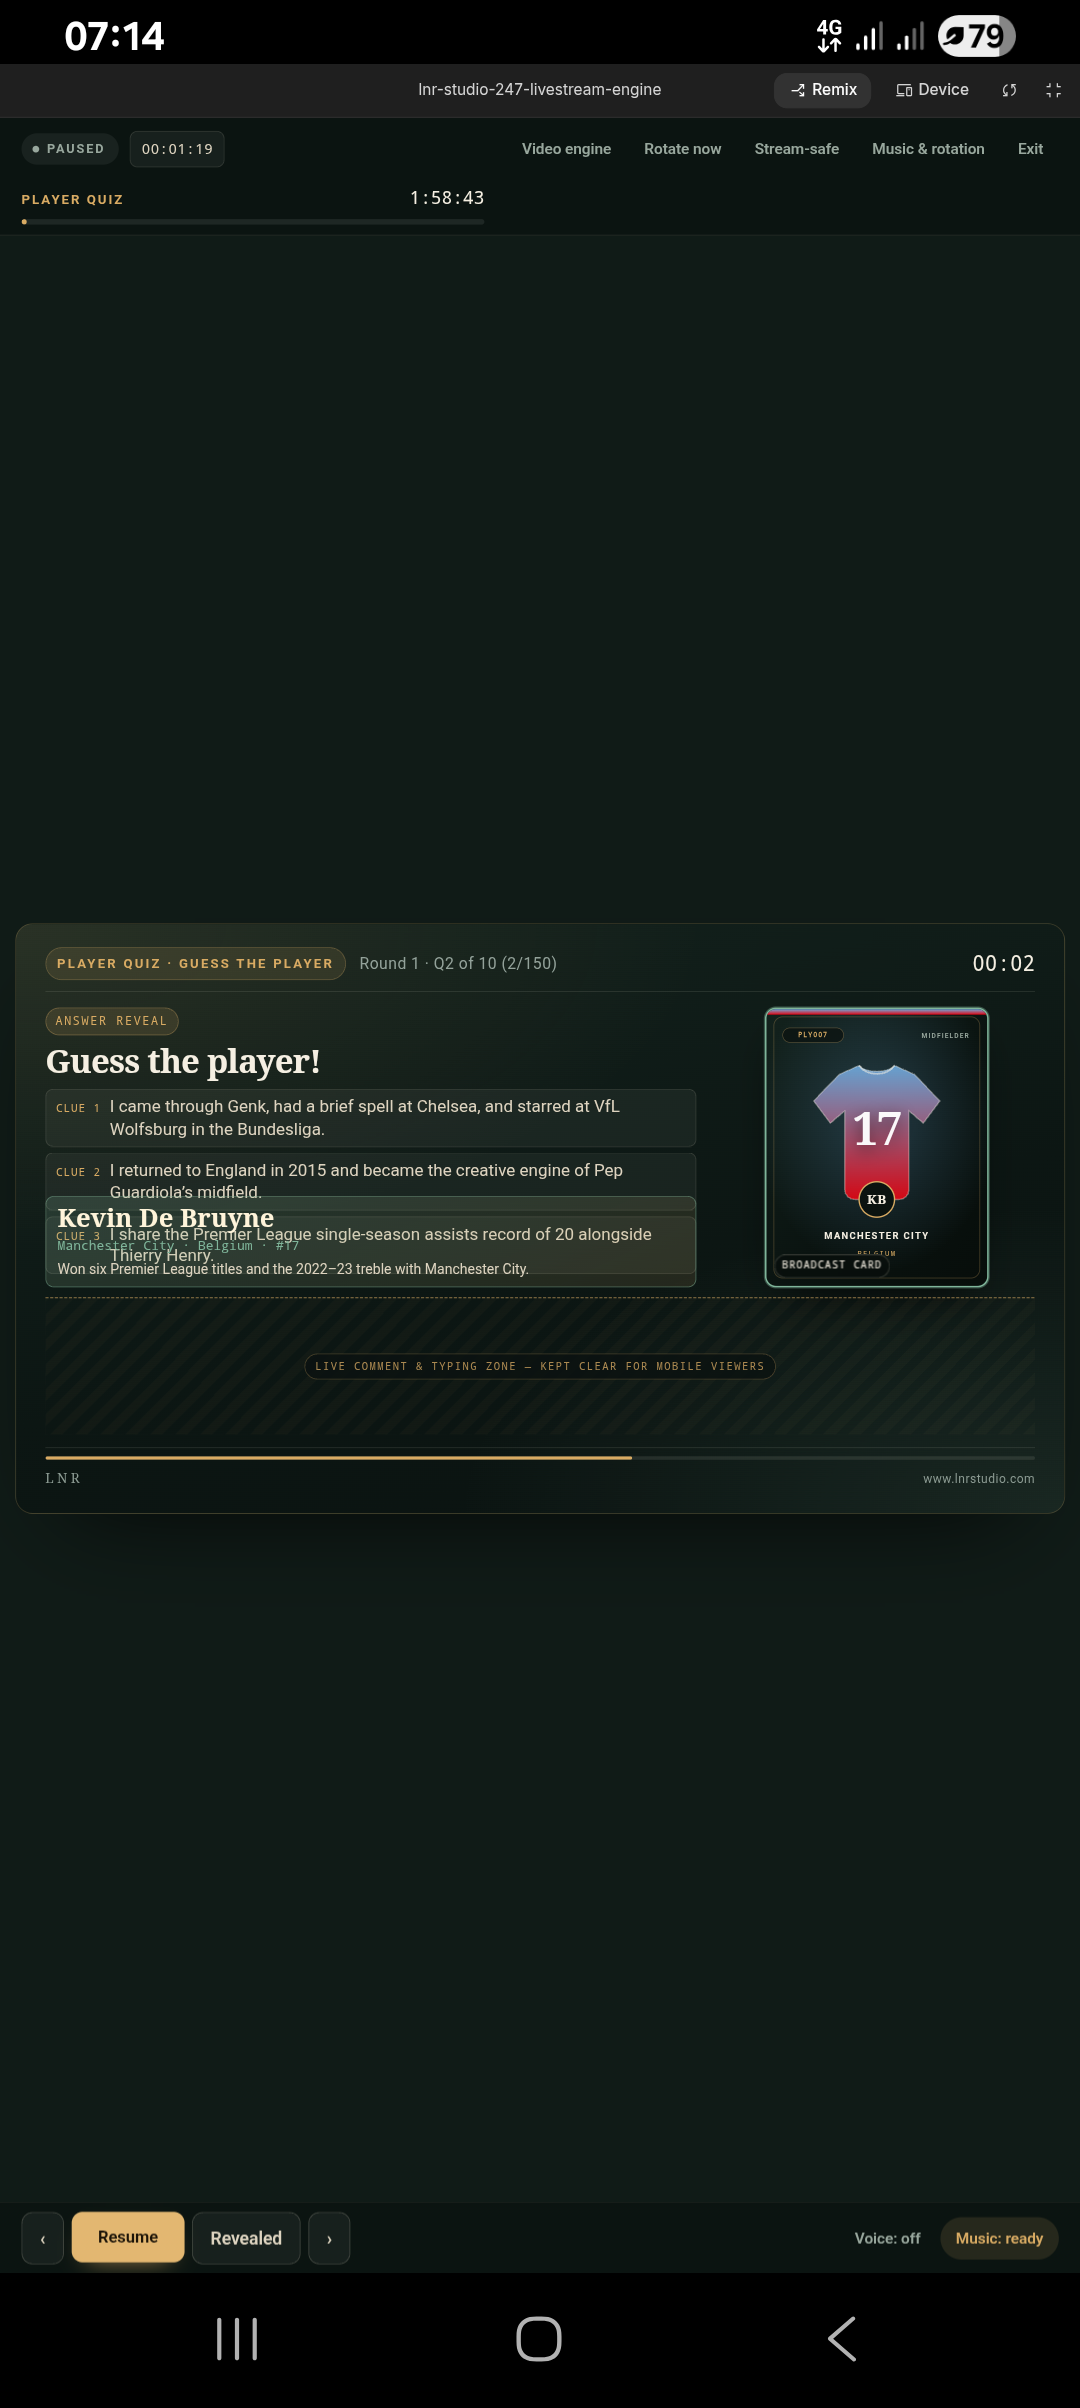 07:14
4G
79
lnr-studio-247-livestream-engine
Remix
Device
PAUSED
00:01:19
Video engine
Rotate now
Stream-safe
Music & rotation
Exit
PLAYER QUIZ
1:58:43
PLAYER QUIZ · GUESS THE PLAYER
Round 1 · Q2 of 10 (2/150)
00:02
ANSWER REVEAL
Guess the player!
CLUE 1 I came through Genk, had a brief spell at Chelsea, and starred at VfL
Wolfsburg in the Bundesliga.
CLUE 2 I returned to England in 2015 and became the creative engine of Pep
Guardiola’s midfield.
Kevin De Bruyne
CLUE 3 I share the Premier League single-season assists record of 20 alongside
Manchester City · Belgium · #17
Thierry Henry.
Won six Premier League titles and the 2022–23 treble with Manchester City.
PLY007
MIDFIELDER
17
KB
MANCHESTER CITY
BELGIUM
BROADCAST CARD
LIVE COMMENT & TYPING ZONE — KEPT CLEAR FOR MOBILE VIEWERS
LNR
www.lnrstudio.com
‹
Resume
Revealed
›
Voice: off
Music: ready